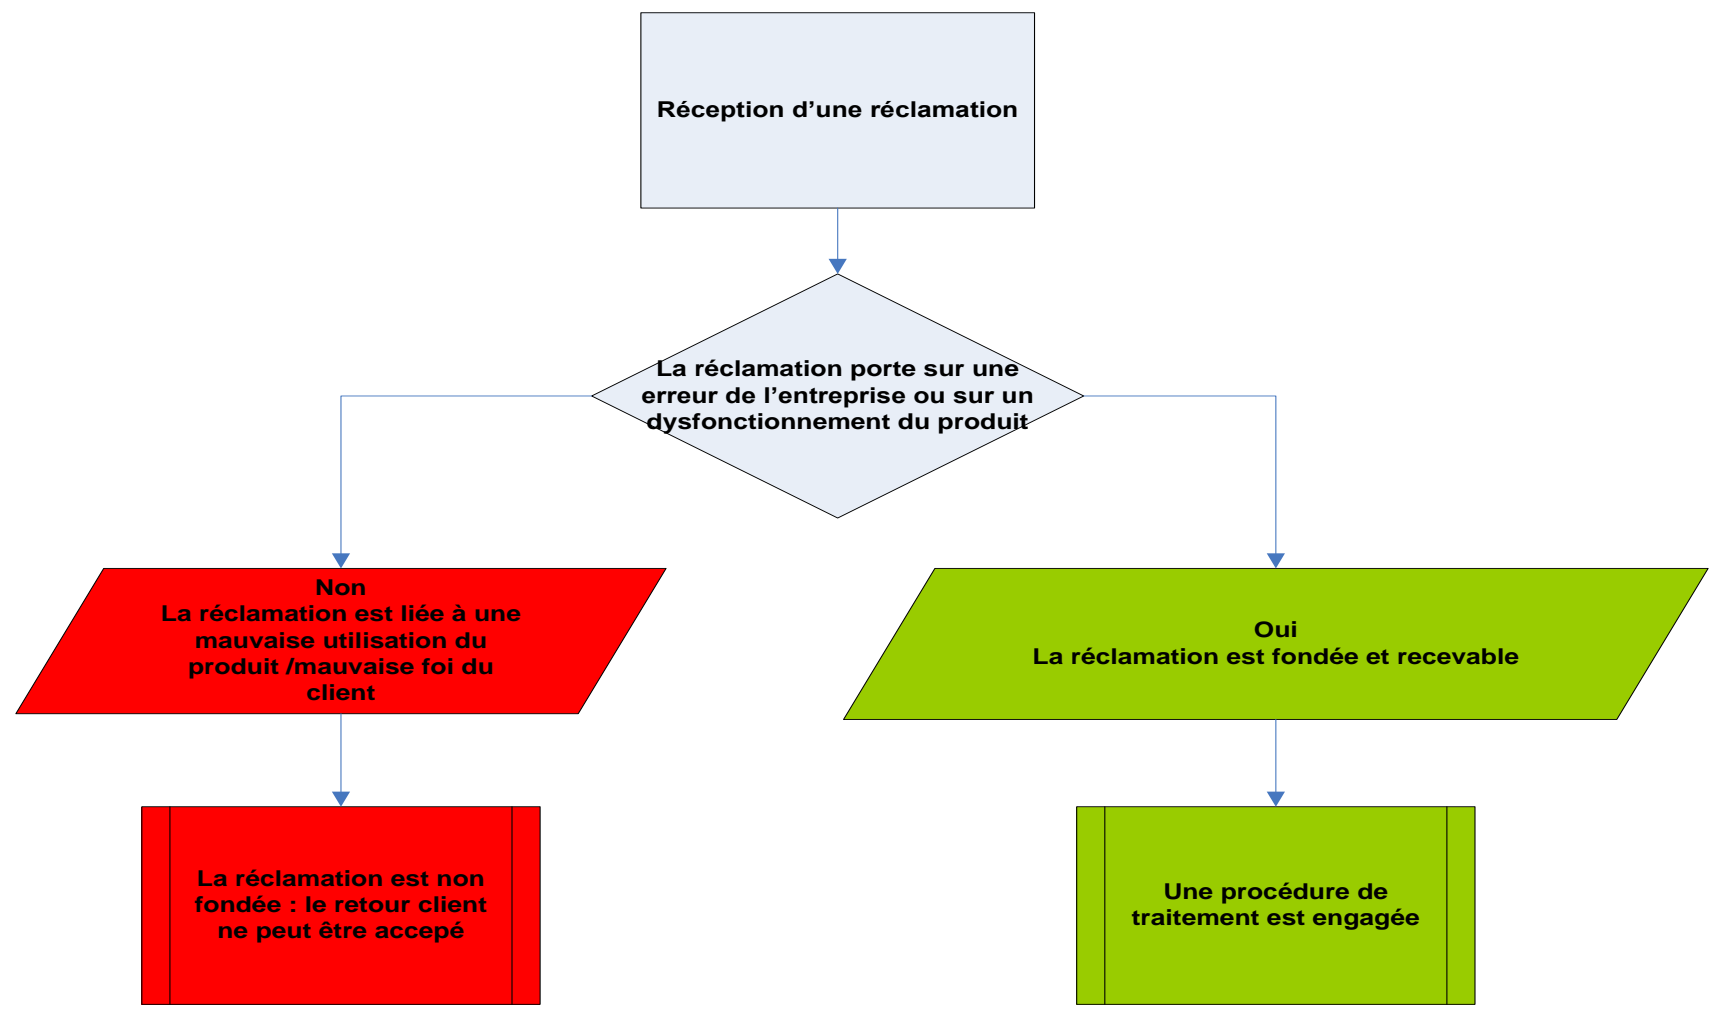 Réception d’une réclamation
La réclamation porte sur une
erreur de l’entreprise ou sur un
dysfonctionnement du produit
Non
La réclamation est liée à une
mauvaise utilisation du
produit /mauvaise foi du
client
Oui
La réclamation est fondée et recevable
La réclamation est non
fondée : le retour client
ne peut être accepé
Une procédure de
traitement est engagée